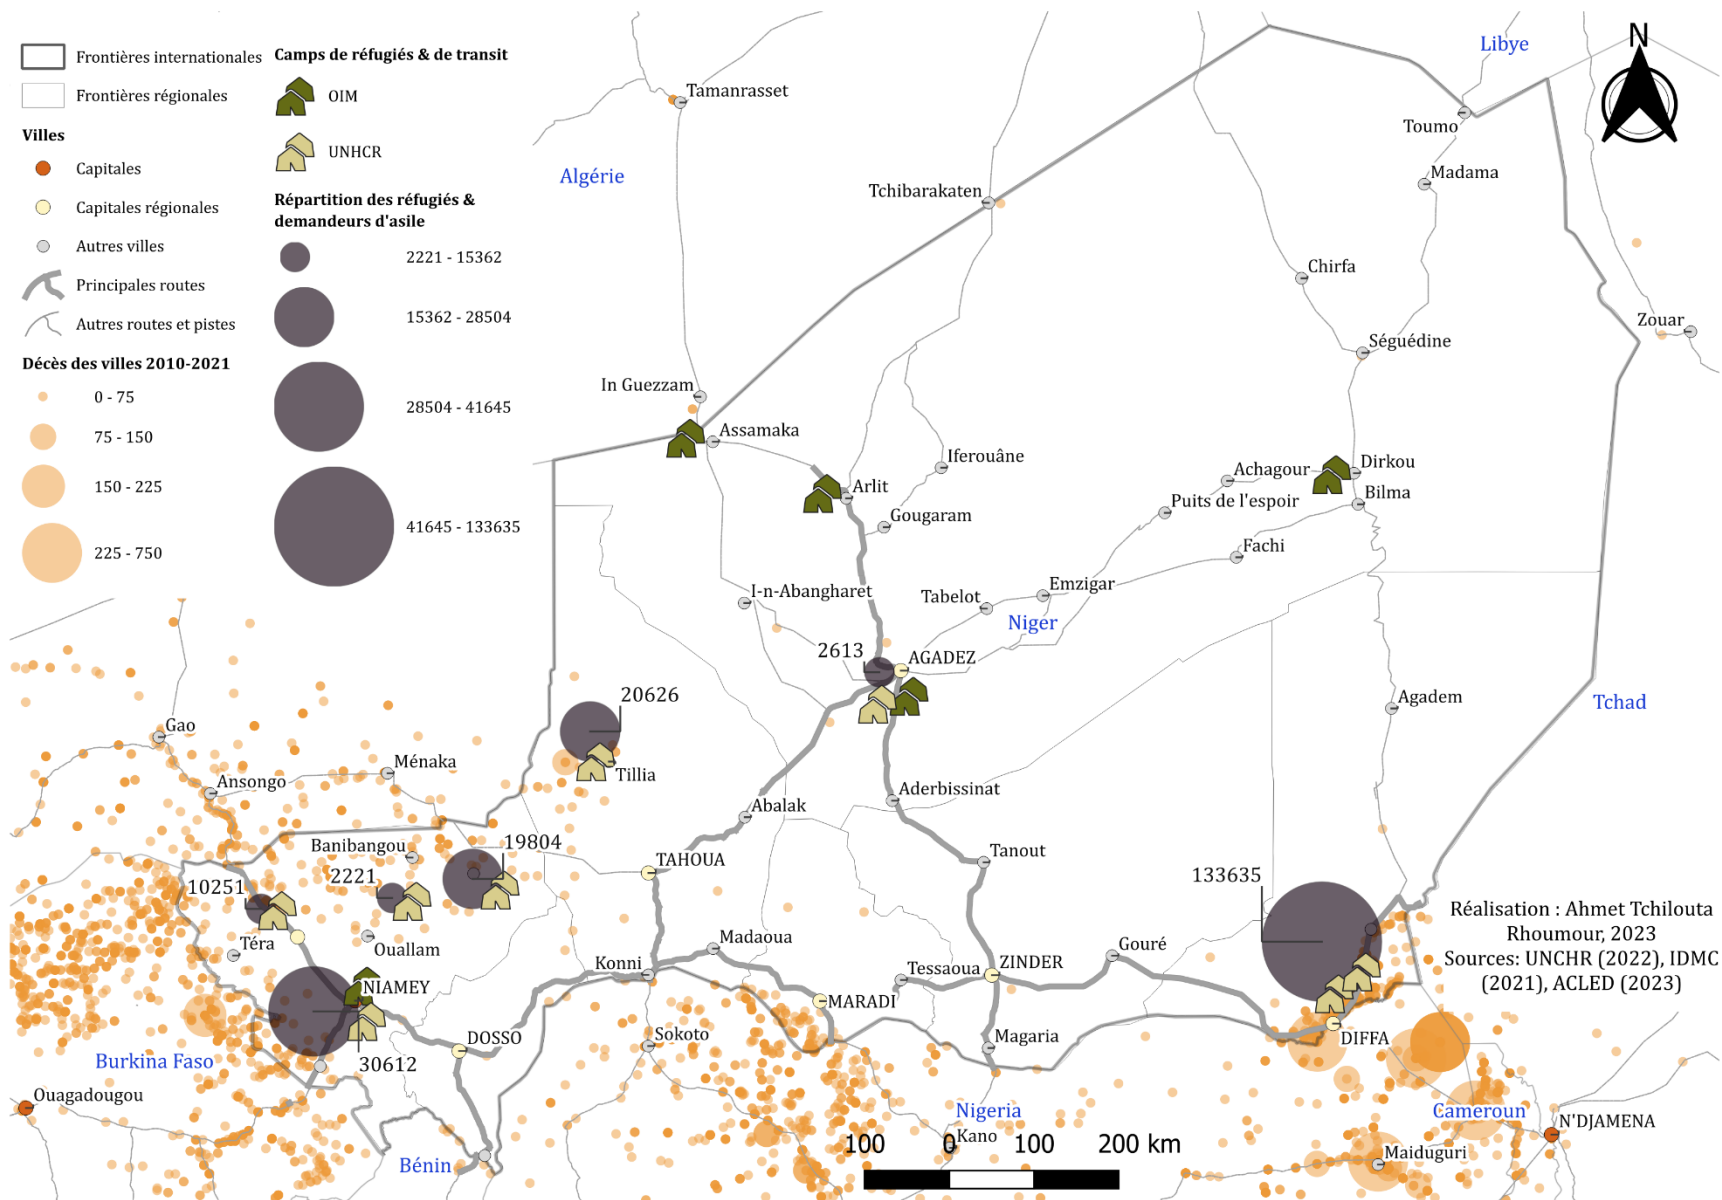 Frontières internationales
Frontières régionales
Villes
Capitales
Capitales régionales
Autres villes
Principales routes
Autres routes et pistes
Décès des villes 2010-2021
0 - 75
75 - 150
150 - 225
225 - 750
Camps de réfugiés & de transit
OIM
UNHCR
Répartition des réfugiés &
demandeurs d'asile
2221 - 15362
15362 - 28504
28504 - 41645
41645 - 133635
N
Libye
Tamanrasset
Toumo
Algérie
Madama
Tchibarakaten
Chirfa
Zouar
Séguédine
In Guezzam
Assamaka
Iferouâne
Achagour
Dirkou
Arlit
Puits de l'espoir
Bilma
Gougaram
Fachi
I-n-Abangharet
Tabelot
Emzigar
Niger
2613
AGADEZ
20626
Agadem
Tchad
Gao
Ménaka
Tillia
Ansongo
Aderbissinat
Abalak
Banibangou
19804
TAHOUA
Tanout
10251
2221
133635
Téra
Ouallam
Madaoua
Gouré
Konni
Tessaoua
ZINDER
NIAMEY
MARADI
DOSSO
Sokoto
Magaria
DIFFA
Burkina Faso
30612
Ouagadougou
Nigeria
Cameroun
N'DJAMENA
Kano
Bénin
Maiduguri
Réalisation : Ahmet Tchilouta
Rhoumour, 2023
Sources: UNCHR (2022), IDMC
(2021), ACLED (2023)
100 0 100 200 km